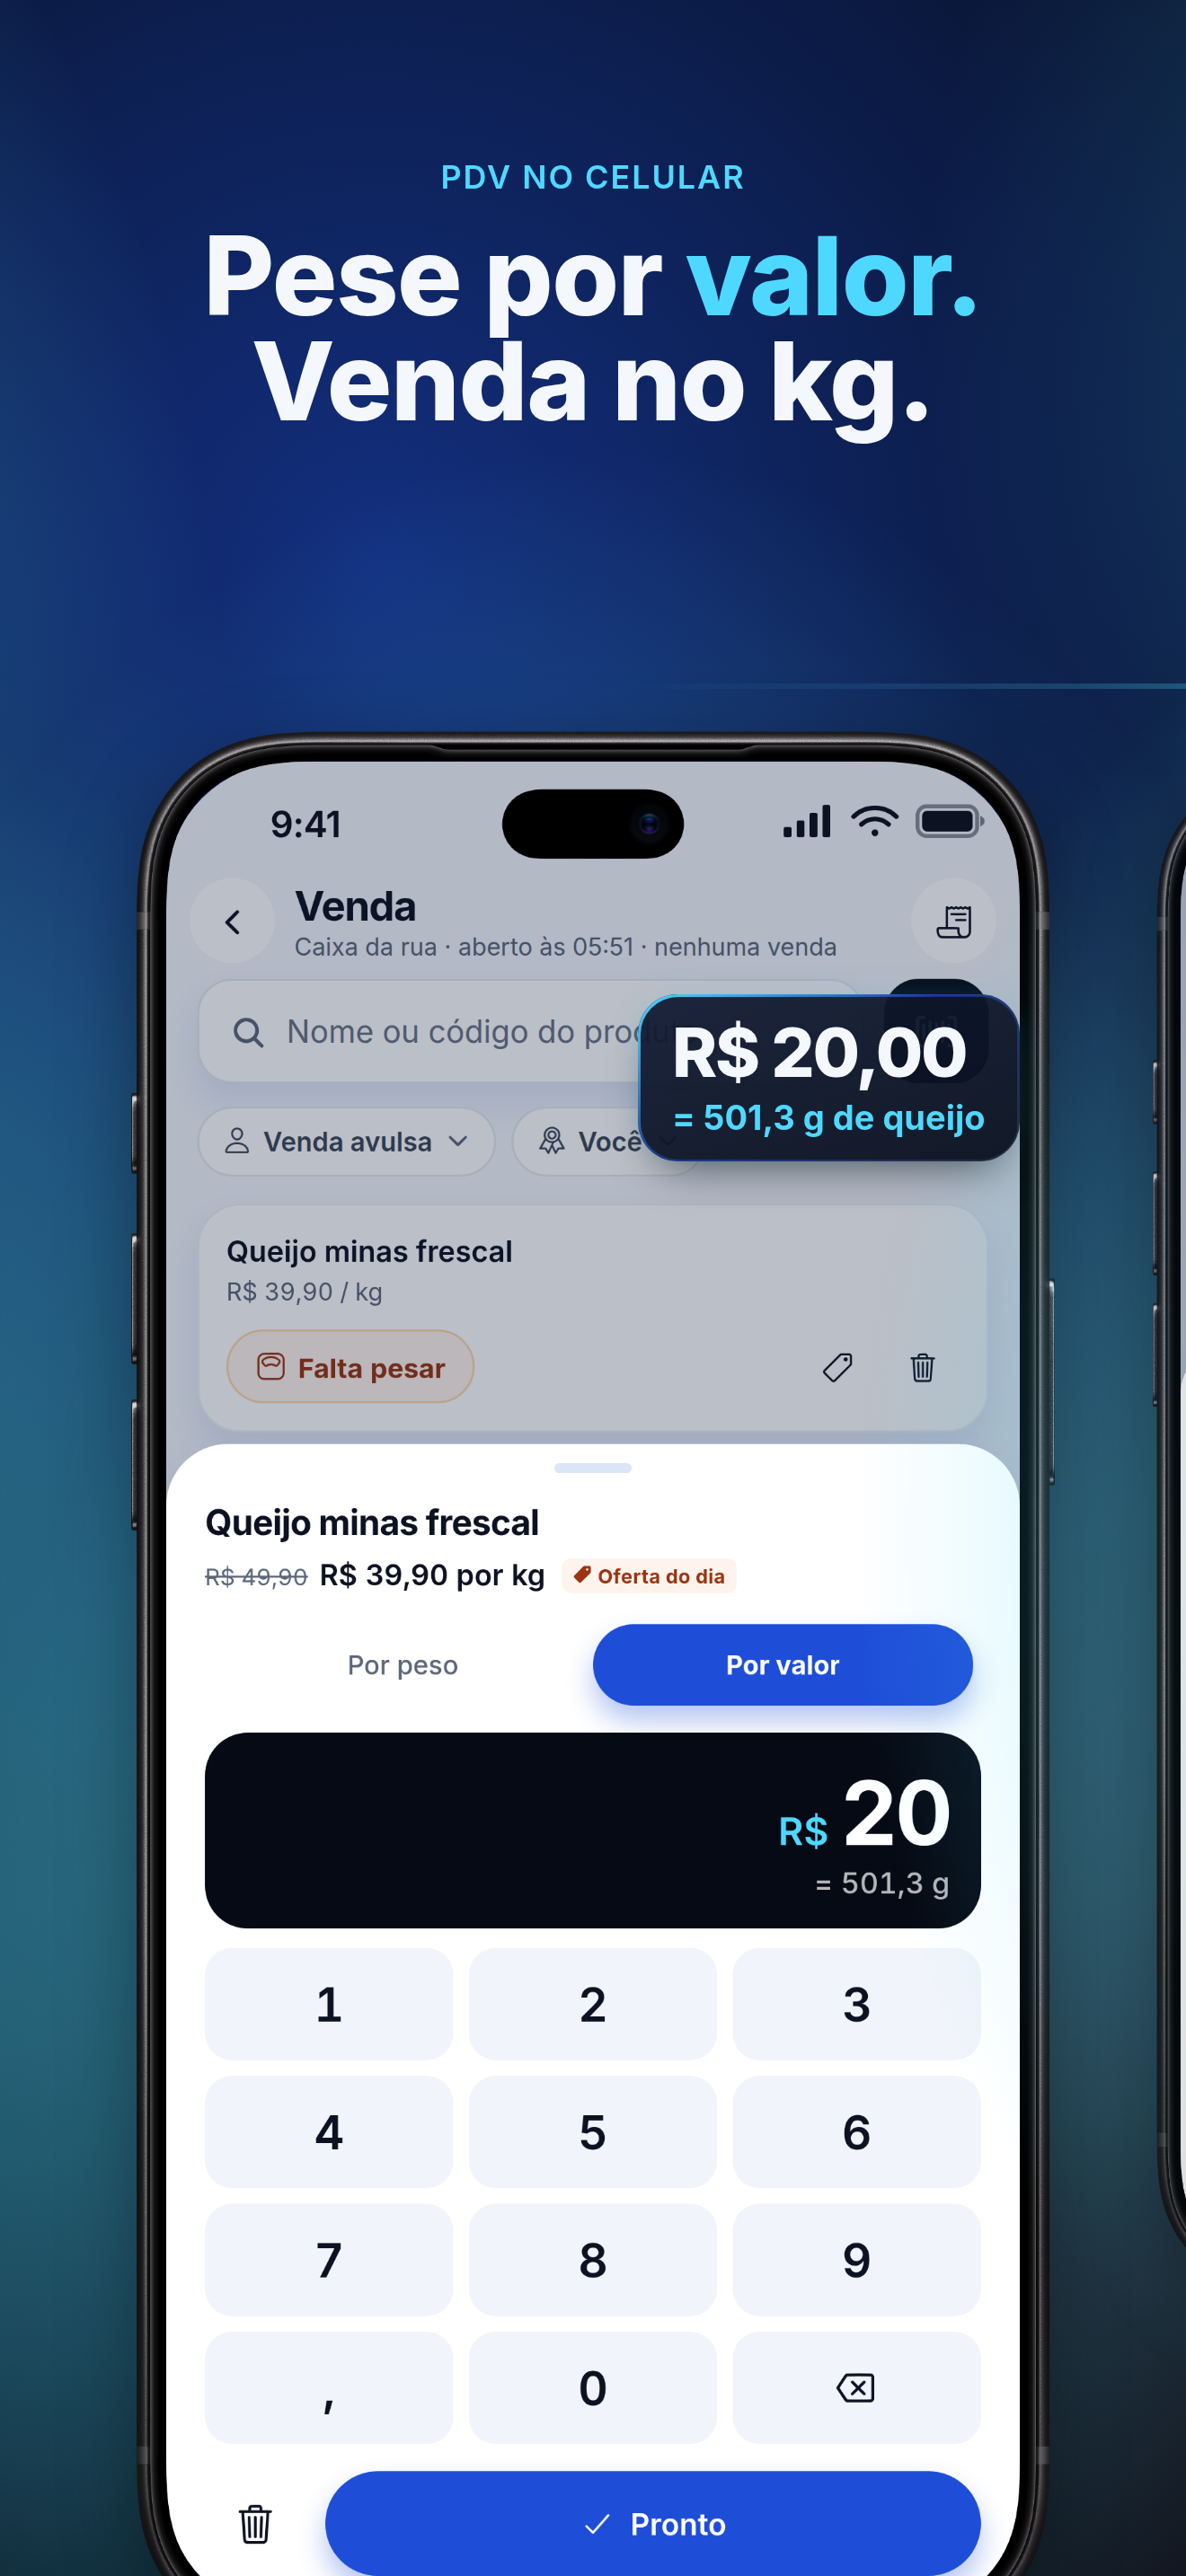 PDV NO CELULAR
Pese por valor.
Venda no kg.
9:41
Venda
Caixa da rua · aberto às 05:51 · nenhuma venda
Nome ou código do produ
R$ 20,00
= 501,3 g de queijo
Venda avulsa
Você
Queijo minas frescal
R$ 39,90 / kg
Falta pesar
Queijo minas frescal
R$ 49,90 R$ 39,90 por kg Oferta do dia
Por peso Por valor
R$ 20
= 501,3 g
1 2 3
4 5 6
7 8 9
, 0
Pronto